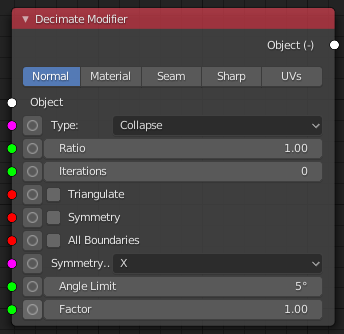 Decimate Modifier
Object (-)
Normal Material Seam Sharp UVs
Object
Type: Collapse
Ratio 1.00
Iterations 0
Triangulate
Symmetry
All Boundaries
Symmetry.. X
Angle Limit 5°
Factor 1.00